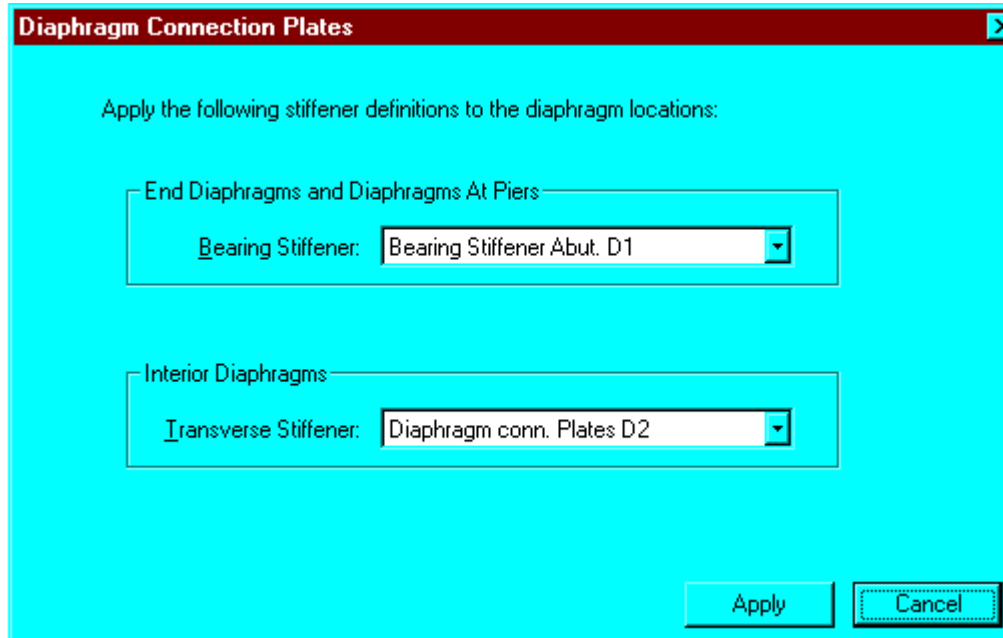 Diaphragm Connection Plates
Apply the following stiffener definitions to the diaphragm locations:
End Diaphragms and Diaphragms At Piers
Bearing Stiffener: Bearing Stiffener Abut. D1
Interior Diaphragms
Transverse Stiffener: Diaphragm conn. Plates D2
Apply Cancel